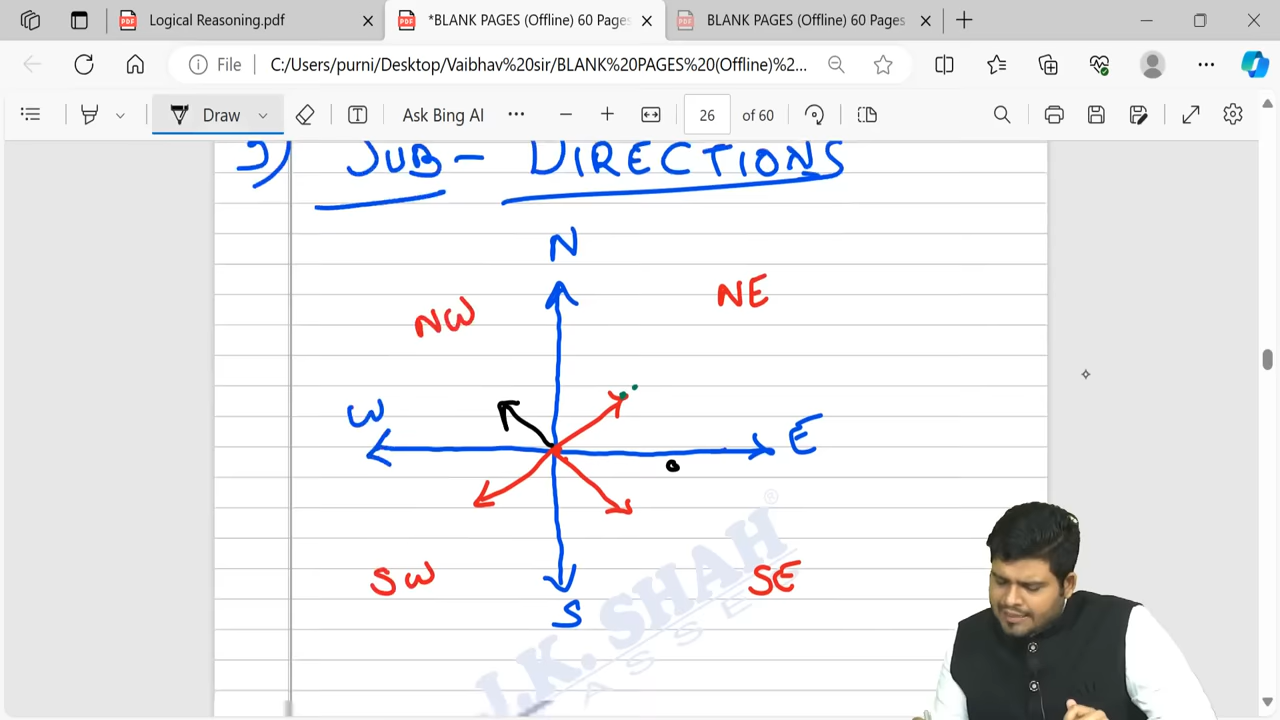 Logical Reasoning.pdf
*BLANK PAGES (Offline) 60 Pages
BLANK PAGES (Offline) 60 Pages
File
C:/Users/purni/Desktop/Vaibhav%20sir/BLANK%20PAGES%20(Offline)%2...
Draw
Ask Bing AI
26
of 60
SUB - DIRECTIONS
N
NW
NE
W
E
SW
SE
S
J.K. SHAH
®